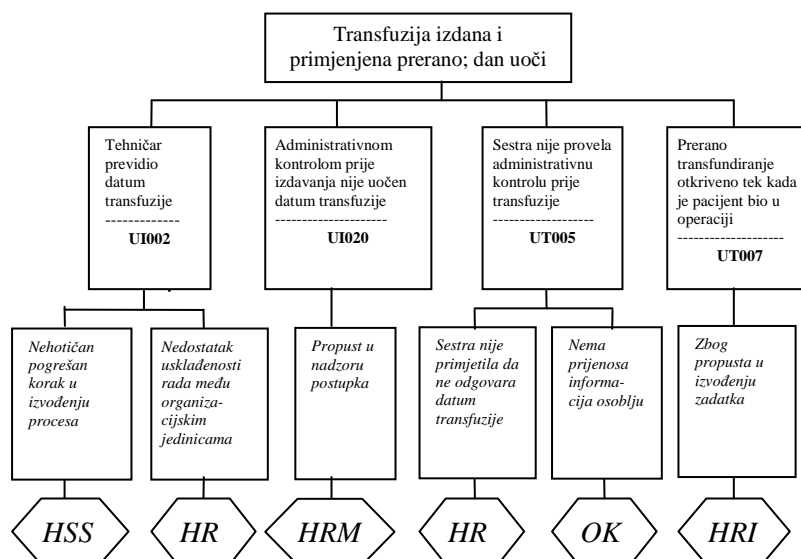 Transfuzija izdana i
primjenjena prerano; dan uoči
Tehničar
previdio
datum
transfuzije
-------------
UI002
Administrativnom
kontrolom prije
izdavanja nije uočen
datum transfuzije
---------------------
UI020
Sestra nije provela
administrativnu
kontrolu prije
transfuzije
-------------------
UT005
Prerano
transfundiranje
otkriveno tek kada
je pacijent bio u
operaciji
--------------------
UT007
Nehotičan
pogrešan
korak u
izvođenju
procesa
Nedostatak
usklađenosti
rada među
organiza-
cijskim
jedinicama
Propust u
nadzoru
postupka
Sestra nije
primjetila da
ne odgovara
datum
transfuzije
Nema
prijenosa
informa-
cija osoblju
Zbog
propusta u
izvođenju
zadatka
HSS
HR
HRM
HR
OK
HRI